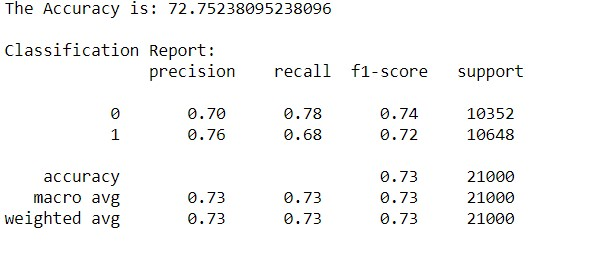 The Accuracy is: 72.75238095238096
Classification Report:
precision recall f1-score support
0 0.70 0.78 0.74 10352
1 0.76 0.68 0.72 10648
accuracy 0.73 21000
macro avg 0.73 0.73 0.73 21000
weighted avg 0.73 0.73 0.73 21000